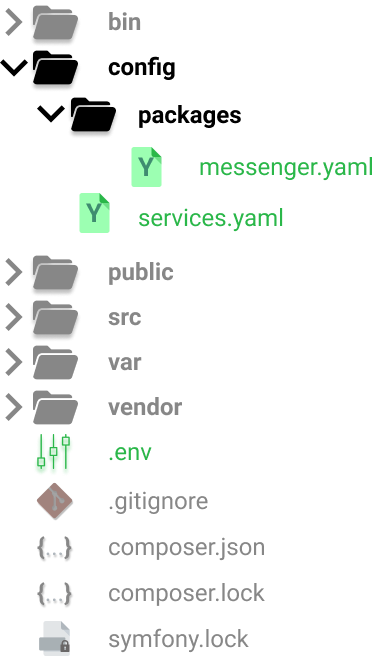 bin
config
packages
Y messenger.yaml
Y services.yaml
public
src
var
vendor
.env
.gitignore
{...} composer.json
{...} composer.lock
symfony.lock